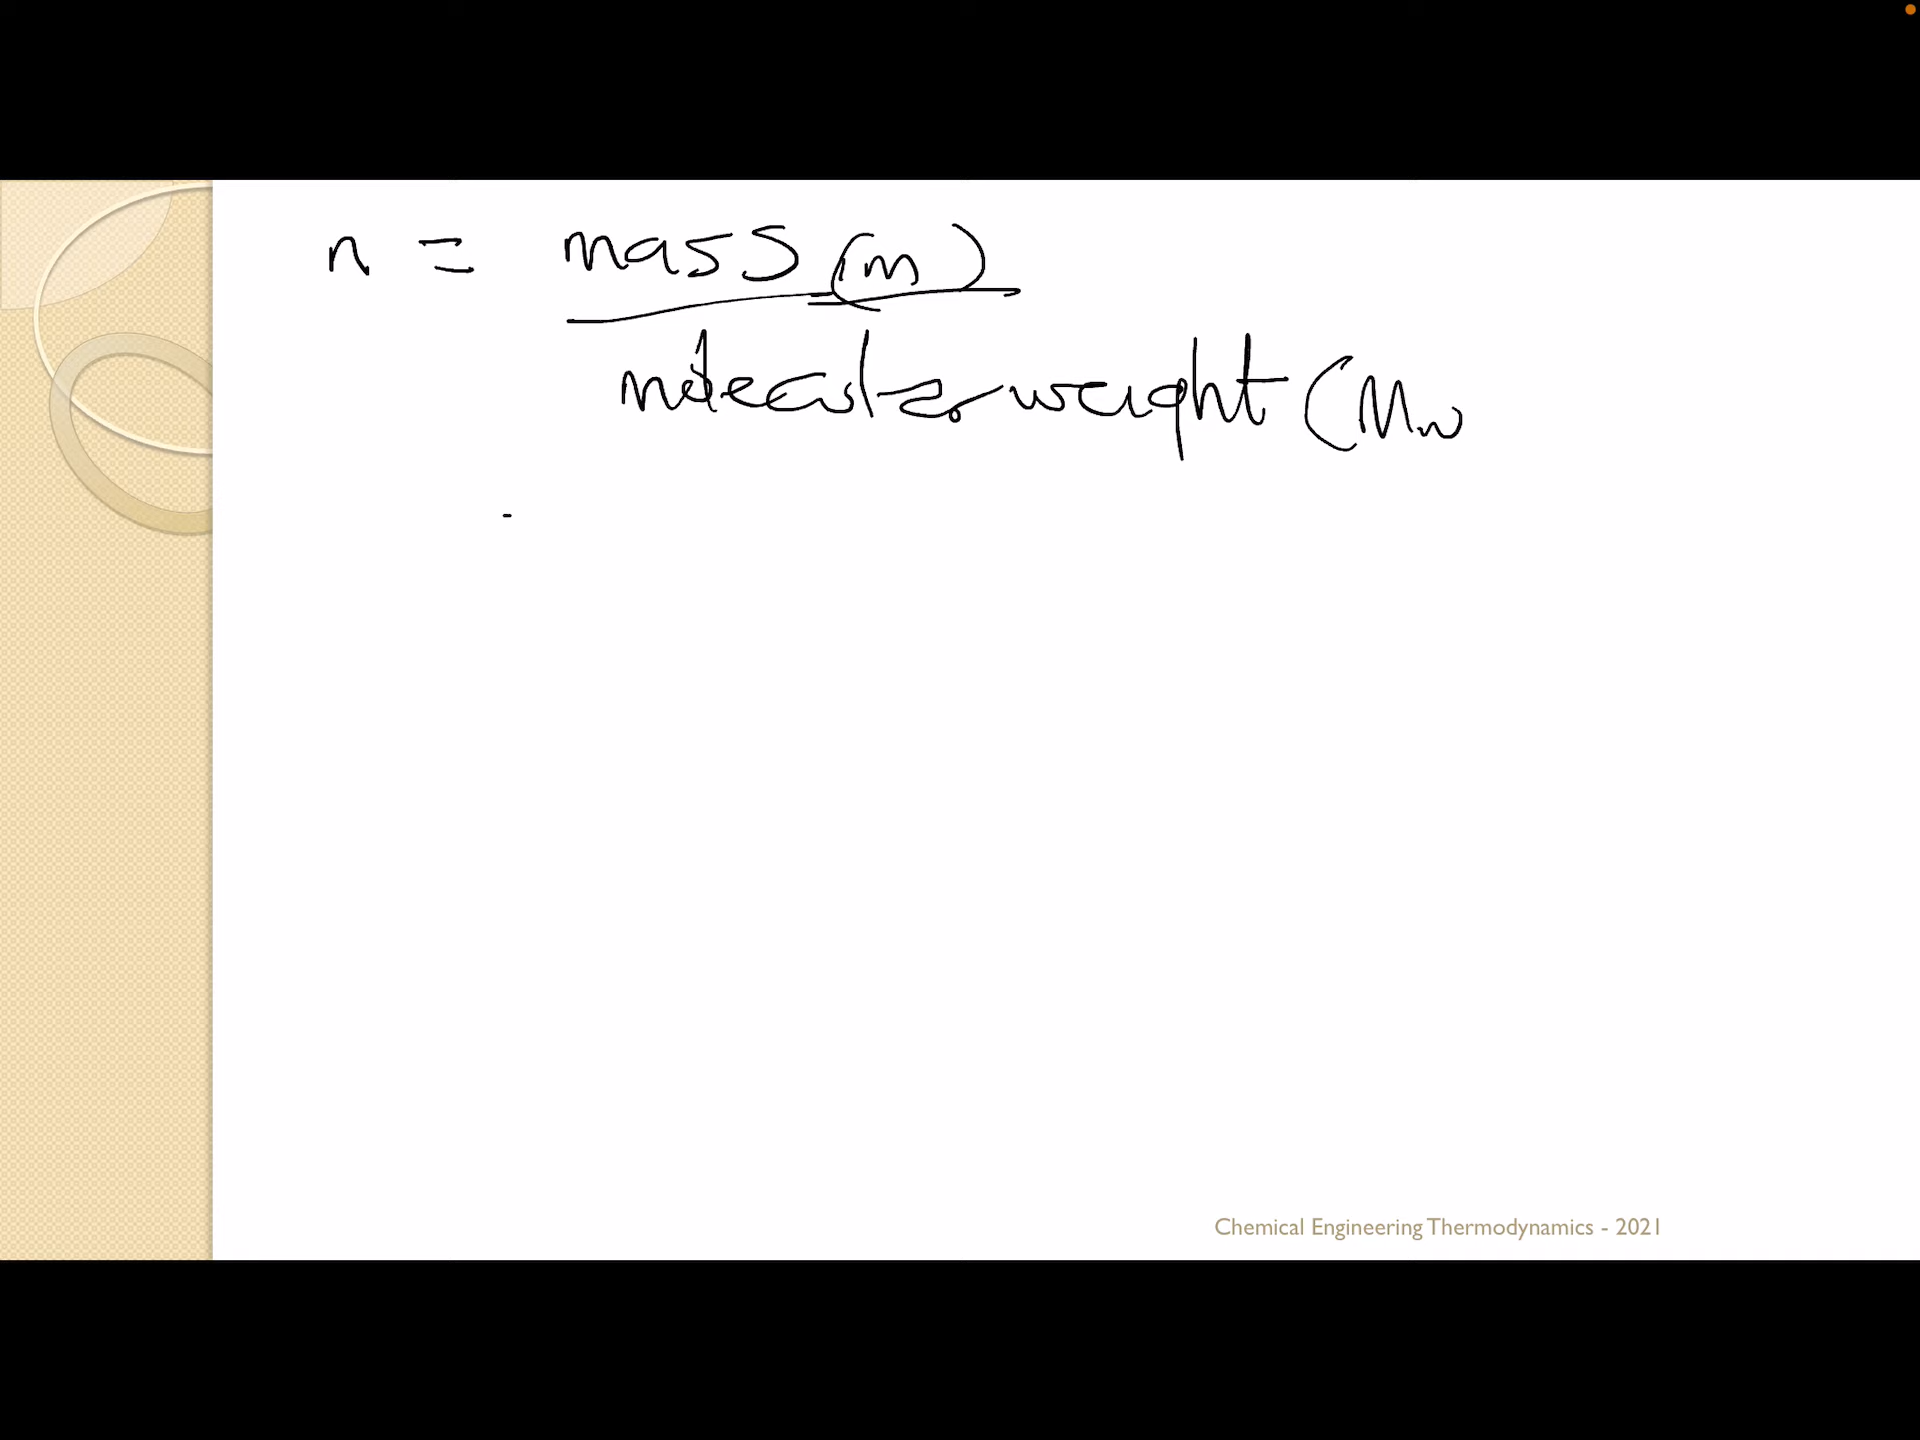 n = mass (m)
molecular weight (Mw
Chemical Engineering Thermodynamics - 2021